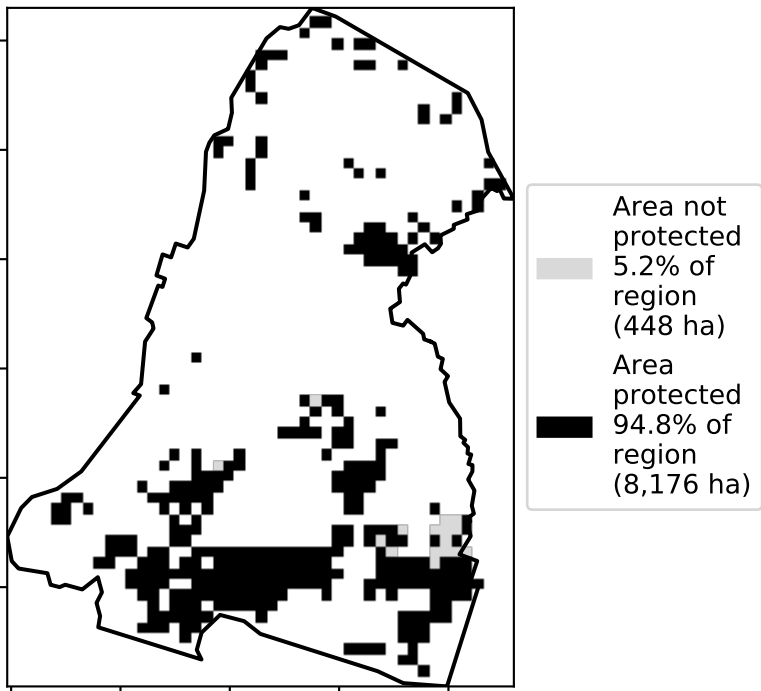 Area not
protected
5.2% of
region
(448 ha)
Area
protected
94.8% of
region
(8,176 ha)